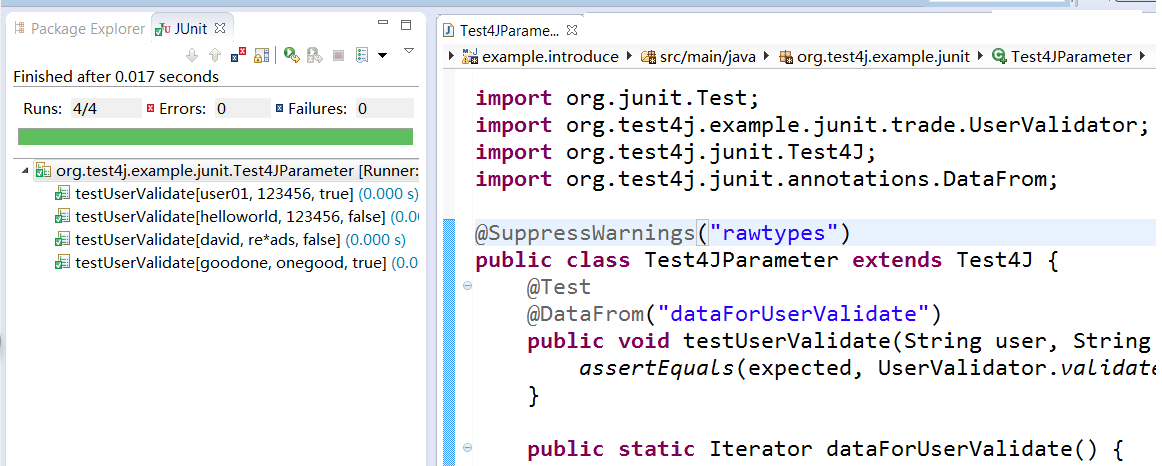 Package Explorer JUnit
Finished after 0.017 seconds
Runs: 4/4 Errors: 0 Failures: 0
org.test4j.example.junit.Test4JParameter [Runner:
testUserValidate[user01, 123456, true] (0.000 s)
testUserValidate[helloworld, 123456, false] (0.00
testUserValidate[david, re*ads, false] (0.000 s)
testUserValidate[goodone, onegood, true] (0.0
Test4JParame...
example.introduce src/main/java org.test4j.example.junit Test4JParameter
import org.junit.Test;
import org.test4j.example.junit.trade.UserValidator;
import org.test4j.junit.Test4J;
import org.test4j.junit.annotations.DataFrom;
@SuppressWarnings("rawtypes")
public class Test4JParameter extends Test4J {
@Test
@DataFrom("dataForUserValidate")
public void testUserValidate(String user, String
assertEquals(expected, UserValidator.validate
}
public static Iterator dataForUserValidate() {